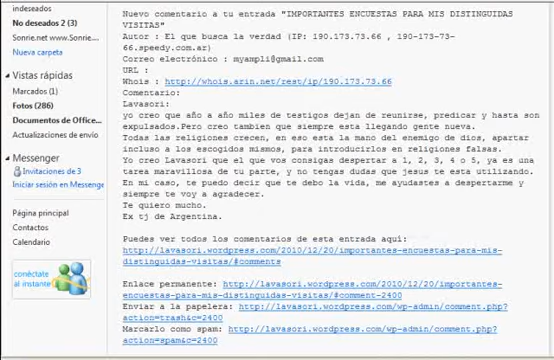 indeseados
No deseados 2 (3)
Sonrie.net www.Sonrie....
Nueva carpeta
Vistas rápidas
Marcados (1)
Fotos (286)
Documentos de Office...
Actualizaciones de envío
Messenger
Invitaciones de 3
Iniciar sesión en Messenge
Página principal
Contactos
Calendario
conéctate
al instante
Nuevo comentario a tu entrada "IMPORTANTES ENCUESTAS PARA MIS DISTINGUIDAS
VISITAS"
Autor : El que busca la verdad (IP: 190.173.73.66 , 190-173-73-
66.speedy.com.ar)
Correo electrónico : myampli@gmail.com
URL :
Whois : http://whois.arin.net/rest/ip/190.173.73.66
Comentario:
Lavasori:
yo creo que año a año miles de testigos dejan de reunirse, predicar y hasta son
expulsados.Pero creo tambien que siempre esta llegando gente nueva.
Todas las religiones crecen, en eso esta la mano del enemigo de dios, apartar
incluso a los escogidos mismos, para introducirlos en religiones falsas.
Yo creo Lavasori que el que vos consigas despertar a 1, 2, 3, 4 o 5, ya es una
tarea maravillosa de tu parte, y no tengas dudas que jesus te esta utilizando.
En mi caso, te puedo decir que te debo la vida, me ayudastes a despertarme y
siempre te voy a agradecer.
Te quiero mucho.
Ex tj de Argentina.
Puedes ver todos los comentarios de esta entrada aquí:
http://lavasori.wordpress.com/2010/12/20/importantes-encuestas-para-mis-
distinguidas-visitas/#comments
Enlace permanente: http://lavasori.wordpress.com/2010/12/20/importantes-
encuestas-para-mis-distinguidas-visitas/#comment-2400
Enviar a la papelera: http://lavasori.wordpress.com/wp-admin/comment.php?
action=trash&c=2400
Marcarlo como spam: http://lavasori.wordpress.com/wp-admin/comment.php?
action=spam&c=2400